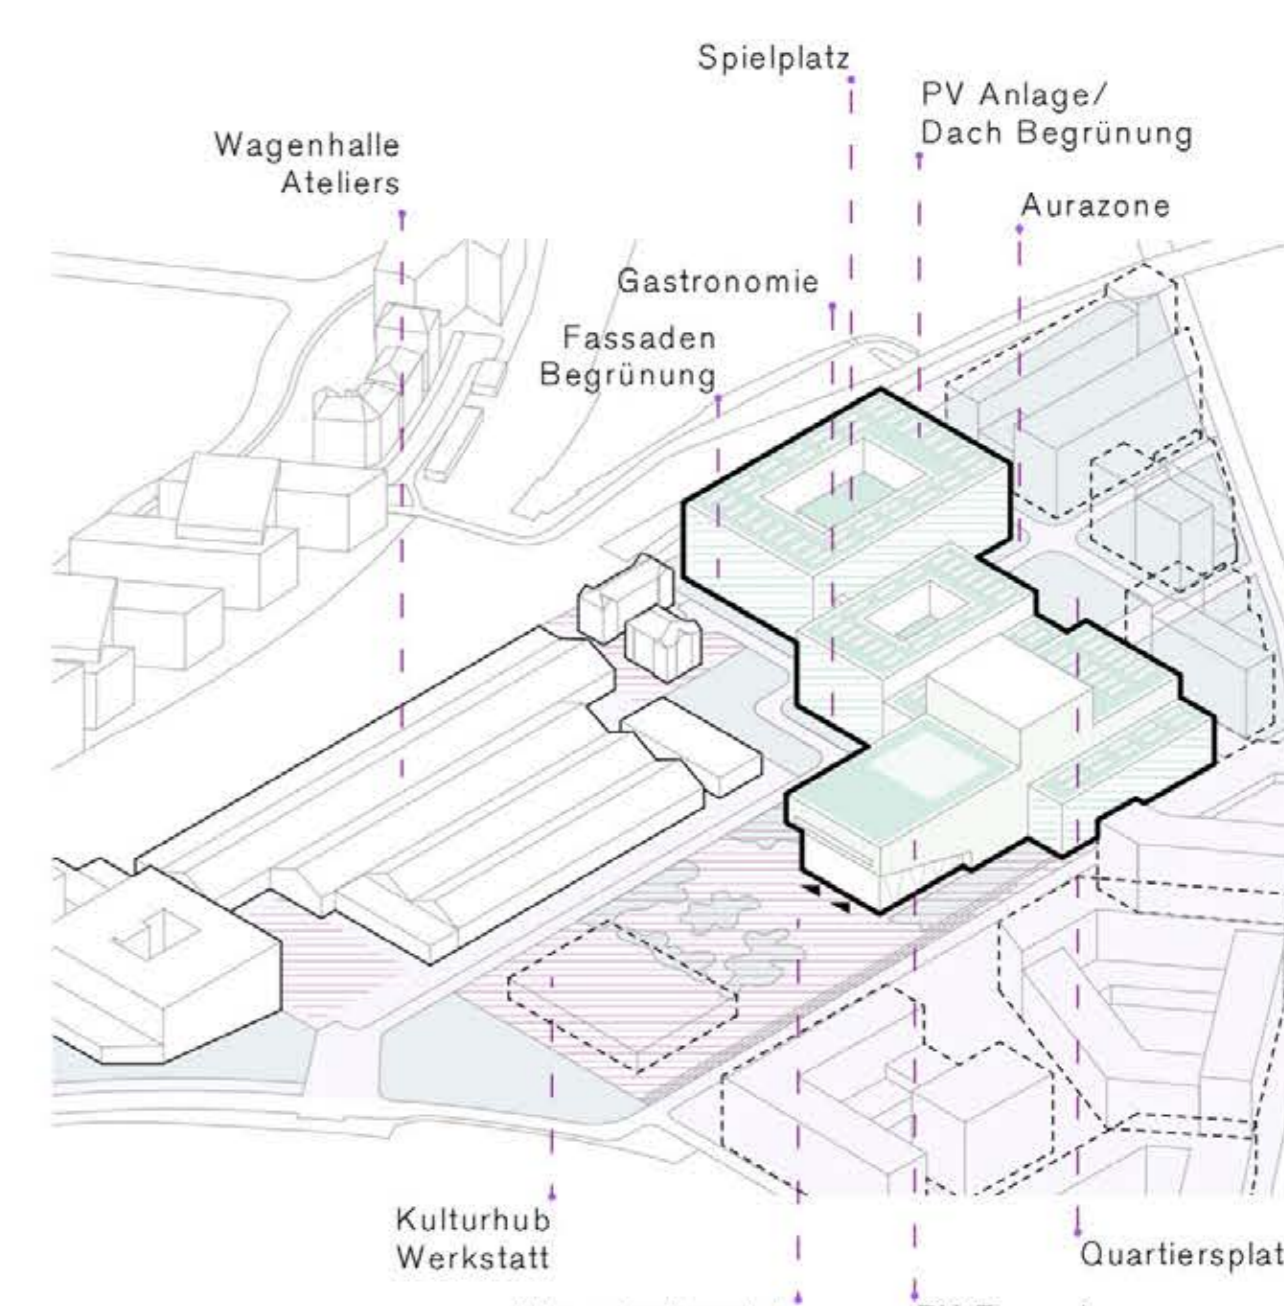 Spielplatz
PV Anlage/
Dach Begrünung
Wagenhalle
Ateliers
Aurazone
Gastronomie
Fassaden
Begrünung
Kulturhub
Werkstatt
Quartiersplat